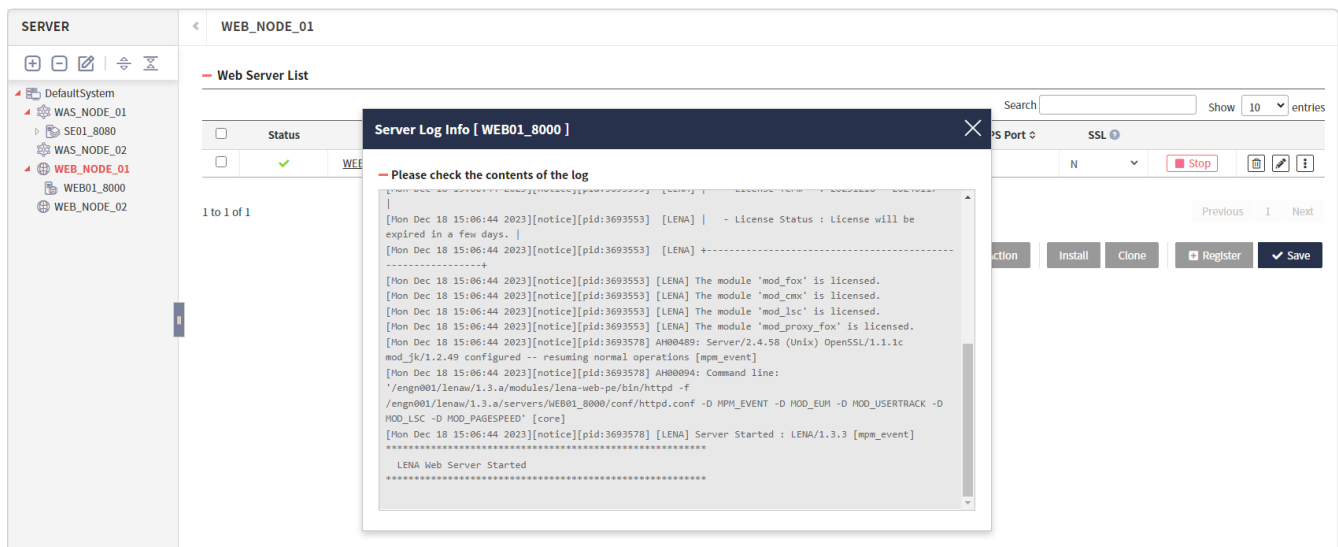 SERVER
WEB_NODE_01
DefaultSystem
WAS_NODE_01
SE01_8080
WAS_NODE_02
WEB_NODE_01
WEB01_8000
WEB_NODE_02
Web Server List
Search
Show 10 entries
Status
PS Port
SSL
WEE
N
Stop
1 to 1 of 1
Previous 1 Next
ction
Install
Clone
Register
Save
Server Log Info [ WEB01_8000 ]
Please check the contents of the log
|
[Mon Dec 18 15:06:44 2023][notice][pid:3693553] [LENA] | - License Status : License will be
expired in a few days. |
[Mon Dec 18 15:06:44 2023][notice][pid:3693553] [LENA] +--------------------------------------------
-----------------+
[Mon Dec 18 15:06:44 2023][notice][pid:3693553] [LENA] The module 'mod_fox' is licensed.
[Mon Dec 18 15:06:44 2023][notice][pid:3693553] [LENA] The module 'mod_cmx' is licensed.
[Mon Dec 18 15:06:44 2023][notice][pid:3693553] [LENA] The module 'mod_lsc' is licensed.
[Mon Dec 18 15:06:44 2023][notice][pid:3693553] [LENA] The module 'mod_proxy_fox' is licensed.
[Mon Dec 18 15:06:44 2023][notice][pid:3693578] AH00489: Server/2.4.58 (Unix) OpenSSL/1.1.1c
mod_jk/1.2.49 configured -- resuming normal operations [mpm_event]
[Mon Dec 18 15:06:44 2023][notice][pid:3693578] AH00094: Command line:
'/engn001/lenaw/1.3.a/modules/lena-web-pe/bin/httpd -f
/engn001/lenaw/1.3.a/servers/WEB01_8000/conf/httpd.conf -D MPM_EVENT -D MOD_EUM -D MOD_USERTRACK -D
MOD_LSC -D MOD_PAGESPEED' [core]
[Mon Dec 18 15:06:44 2023][notice][pid:3693578] [LENA] Server Started : LENA/1.3.3 [mpm_event]
*********************************************************
LENA Web Server Started
*********************************************************